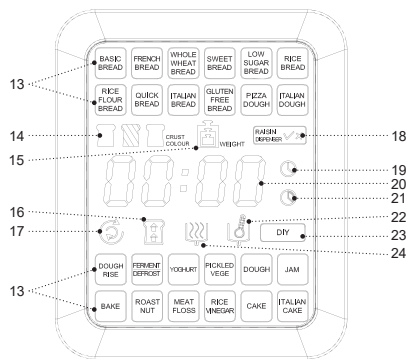 BASIC BREAD
FRENCH BREAD
WHOLE WHEAT BREAD
SWEET BREAD
LOW SUGAR BREAD
RICE BREAD
13
RICE FLOUR BREAD
QUICK BREAD
ITALIAN BREAD
GLUTEN FREE BREAD
PIZZA DOUGH
ITALIAN DOUGH
14
CRUST COLOUR
WEIGHT
RAISIN DISPENSER
18
15
19
00:00
20
16
21
22
17
DIY
23
24
DOUGH RISE
FERMENT DEFROST
YOGHURT
PICKLED VEGE
DOUGH
JAM
13
BAKE
ROAST NUT
MEAT FLOSS
RICE VINEGAR
CAKE
ITALIAN CAKE